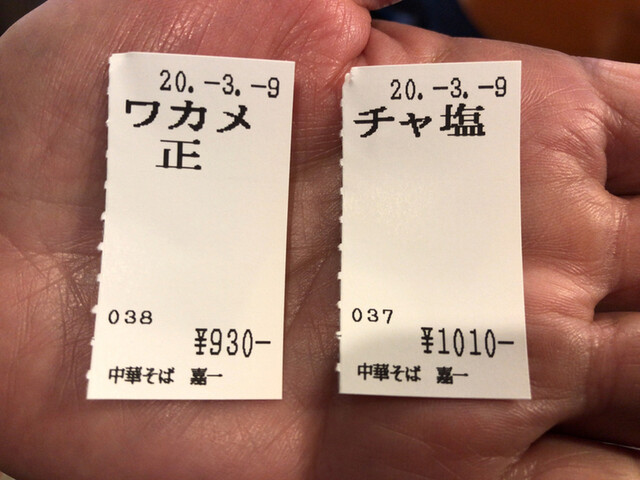 20.-3.-9
ワカメ
正
038
¥930-
中華そば 嘉一
20.-3.-9
チャ塩
037
¥1010-
中華そば 嘉一